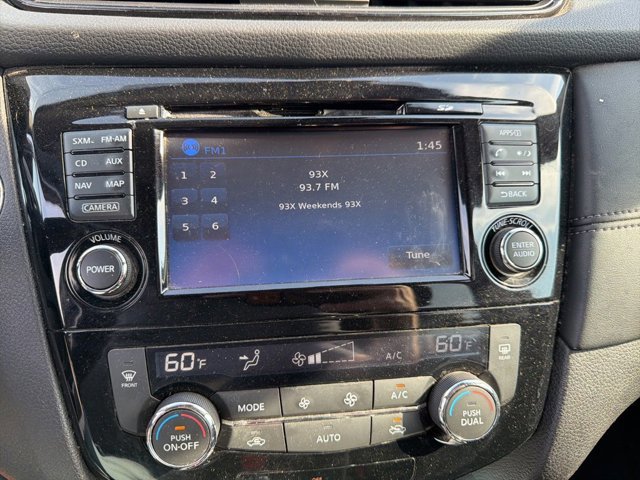 SD
SXM FM·AM
CD AUX
NAV MAP
CAMERA
FM1
1:45
1 2
3 4
5 6
93X
93.7 FM
93X Weekends 93X
Tune
APPS i
BACK
VOLUME
POWER
TUNE·SCROLL
ENTER
AUDIO
60°F
A/C
60°F
FRONT
REAR
MODE
A/C
AUTO
PUSH
ON·OFF
PUSH
DUAL